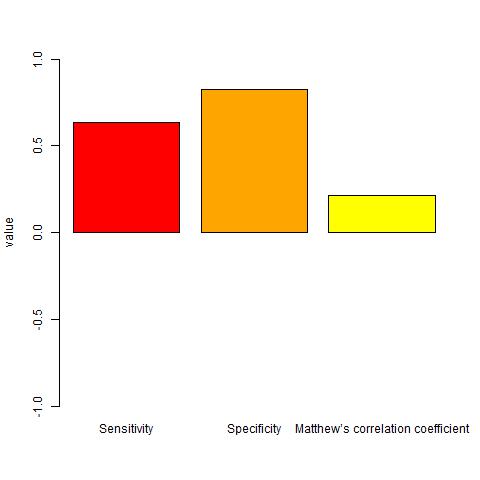 1.0
0.5
0.0
-0.5
-1.0
value
Sensitivity
Specificity
Matthew's correlation coefficient